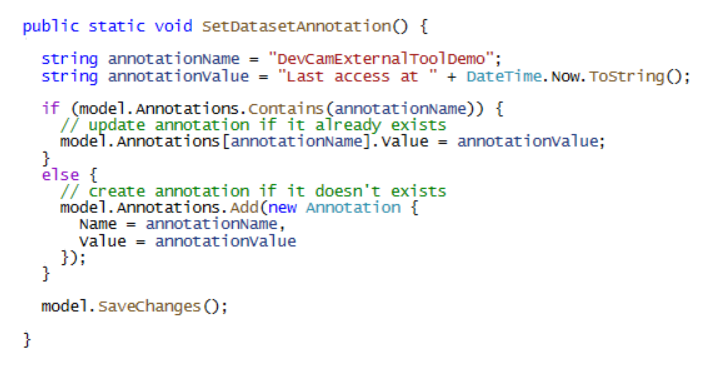 public static void SetDatasetAnnotation() {
string annotationName = "DevCamExternalToolDemo";
string annotationValue = "Last access at " + DateTime.Now.ToString();
if (model.Annotations.Contains(annotationName)) {
// update annotation if it already exists
model.Annotations[annotationName].Value = annotationValue;
}
else {
// create annotation if it doesn't exists
model.Annotations.Add(new Annotation {
Name = annotationName,
Value = annotationValue
});
}
model.SaveChanges();
}